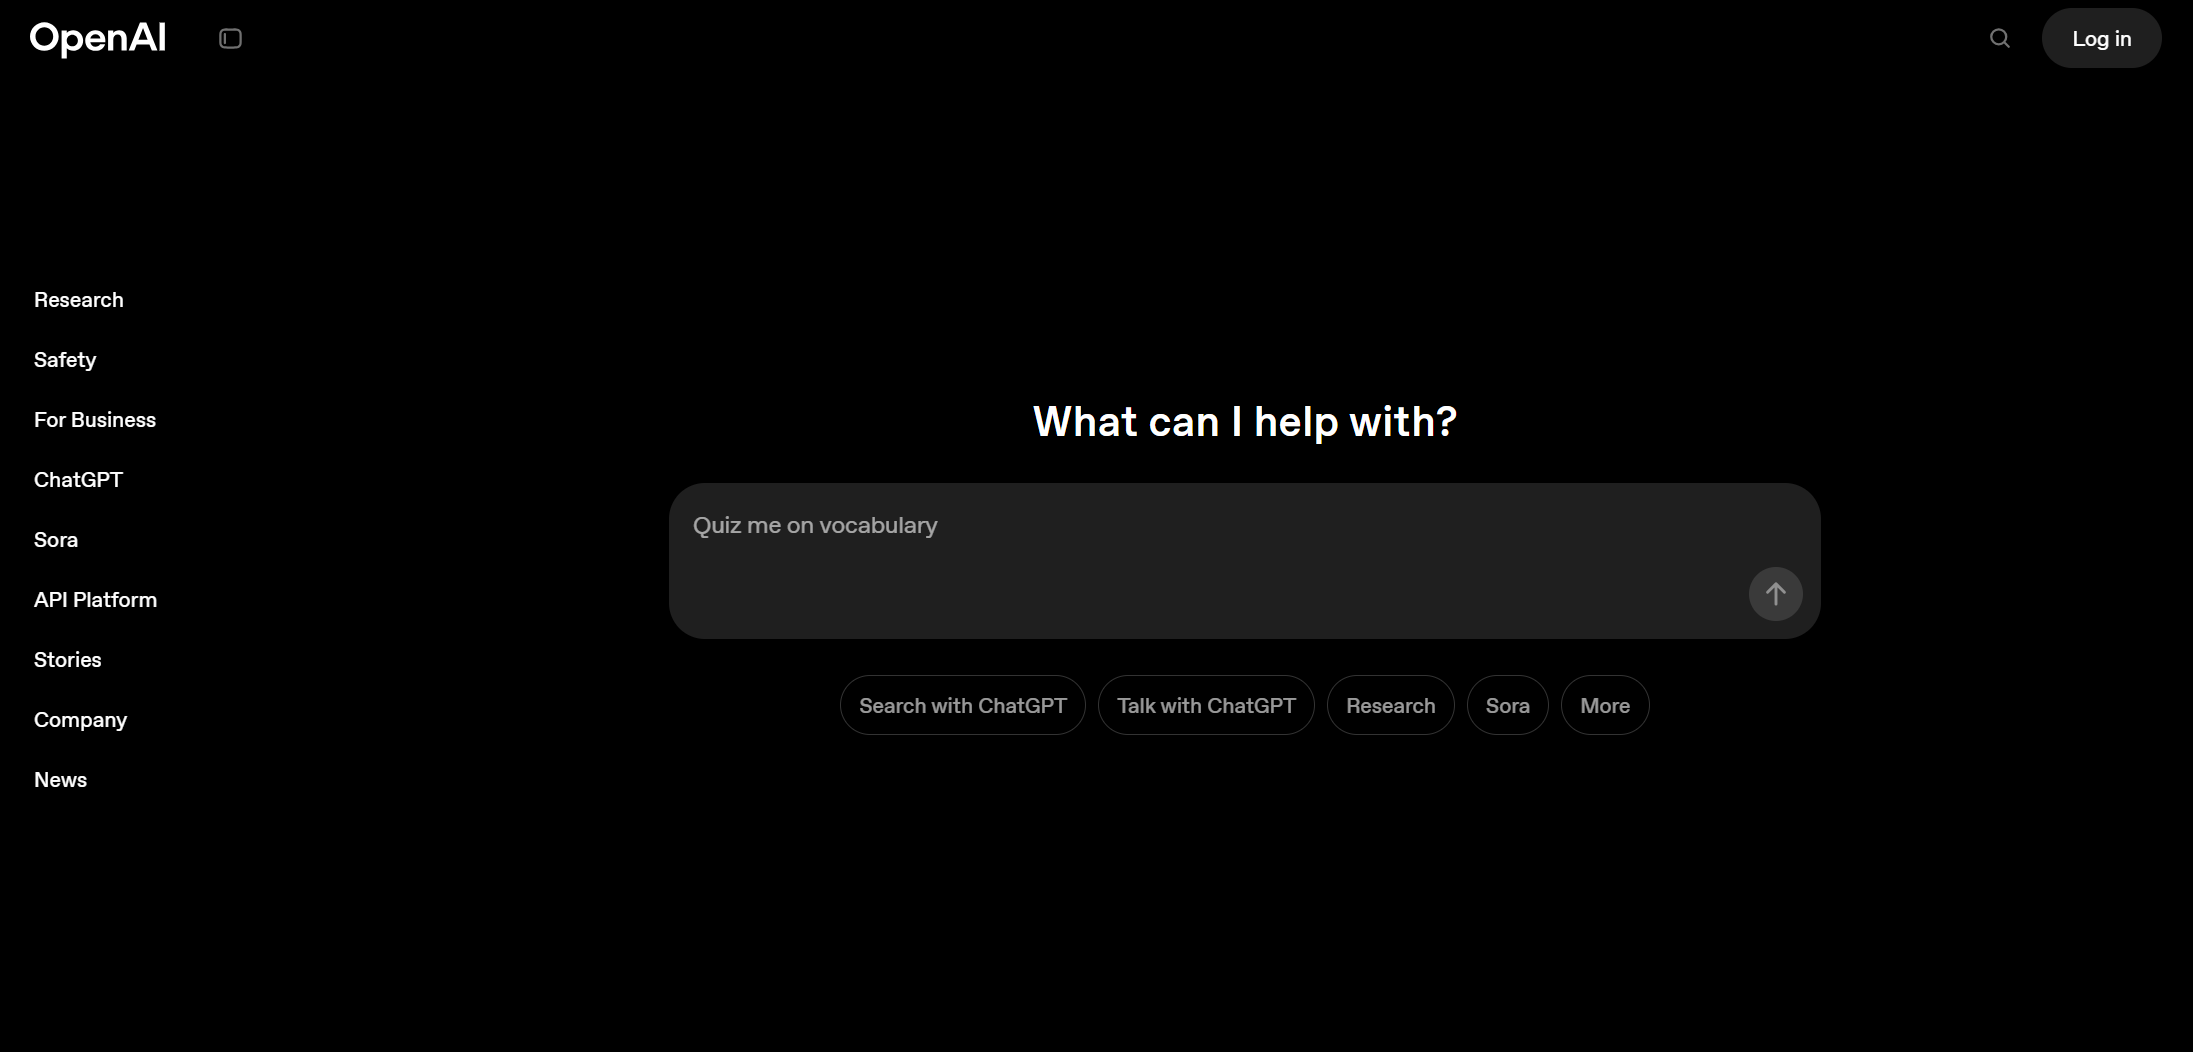 OpenAI
Log in
Research
Safety
For Business
ChatGPT
Sora
API Platform
Stories
Company
News
What can I help with?
Quiz me on vocabulary
Search with ChatGPT
Talk with ChatGPT
Research
Sora
More